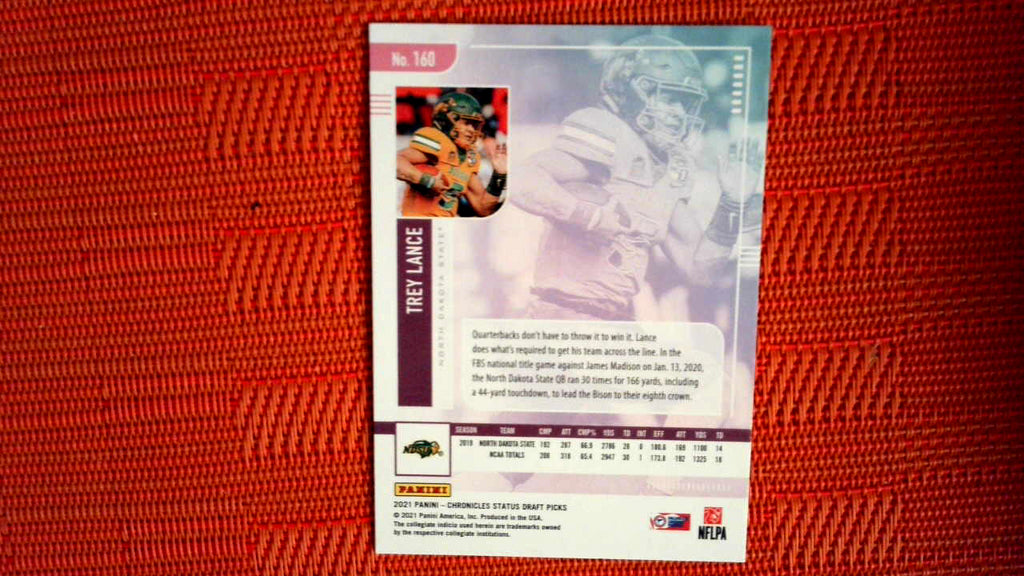 No. 160
TREY LANCE
NORTH DAKOTA STATE®
Quarterbacks don't have to throw it to win it. Lance
does what's required to get his team across the line. In the
FBS national title game against James Madison on Jan. 13, 2020,
the North Dakota State QB ran 30 times for 166 yards, including
a 44-yard touchdown, to lead the Bison to their eighth crown.
SEASON TEAM CMP ATT CMP% YDS TD INT EFF ATT YDS TD
2019 NORTH DAKOTA STATE 192 287 66.9 2786 28 0 180.6 169 1100 14
NCAA TOTALS 208 318 65.4 2947 30 1 173.8 192 1325 18
NDSU
PANINI
2021 PANINI – CHRONICLES STATUS DRAFT PICKS
© 2021 Panini America, Inc. Produced in the USA.
The collegiate indicia used herein are trademarks owned
by the respective collegiate institutions.
NFLPA